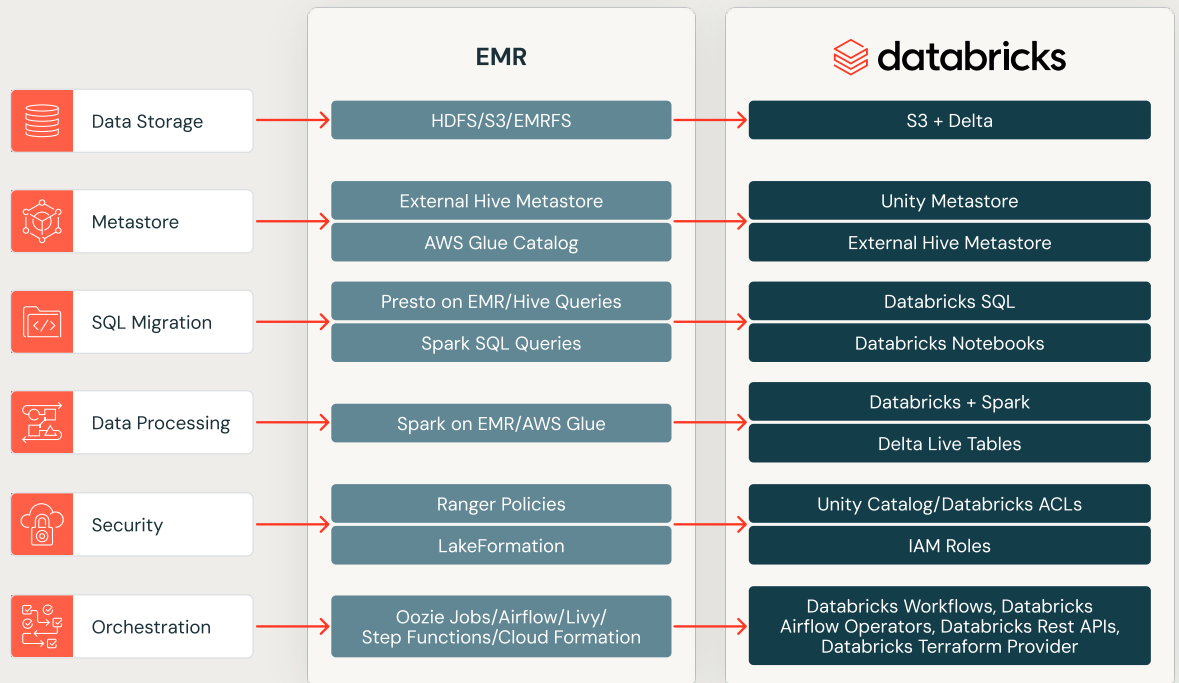 EMR
databricks
Data Storage
HDFS/S3/EMRFS
S3 + Delta
Metastore
External Hive Metastore
AWS Glue Catalog
Unity Metastore
External Hive Metastore
SQL Migration
Presto on EMR/Hive Queries
Spark SQL Queries
Databricks SQL
Databricks Notebooks
Data Processing
Spark on EMR/AWS Glue
Databricks + Spark
Delta Live Tables
Security
Ranger Policies
LakeFormation
Unity Catalog/Databricks ACLs
IAM Roles
Orchestration
Oozie Jobs/Airflow/Livy/
Step Functions/Cloud Formation
Databricks Workflows, Databricks
Airflow Operators, Databricks Rest APIs,
Databricks Terraform Provider